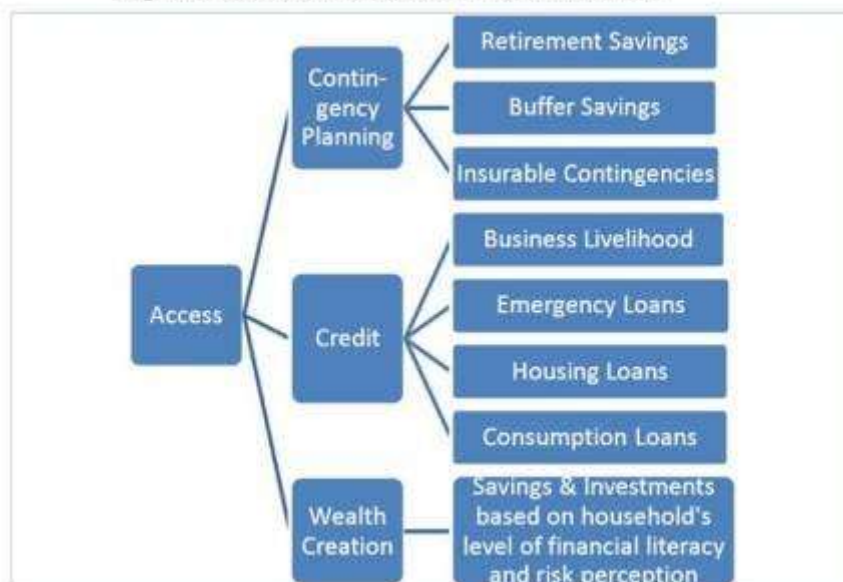 Access
Contin-
gency
Planning
Retirement Savings
Buffer Savings
Insurable Contingencies
Credit
Business Livelihood
Emergency Loans
Housing Loans
Consumption Loans
Wealth
Creation
Savings & Investments
based on household's
level of financial literacy
and risk perception